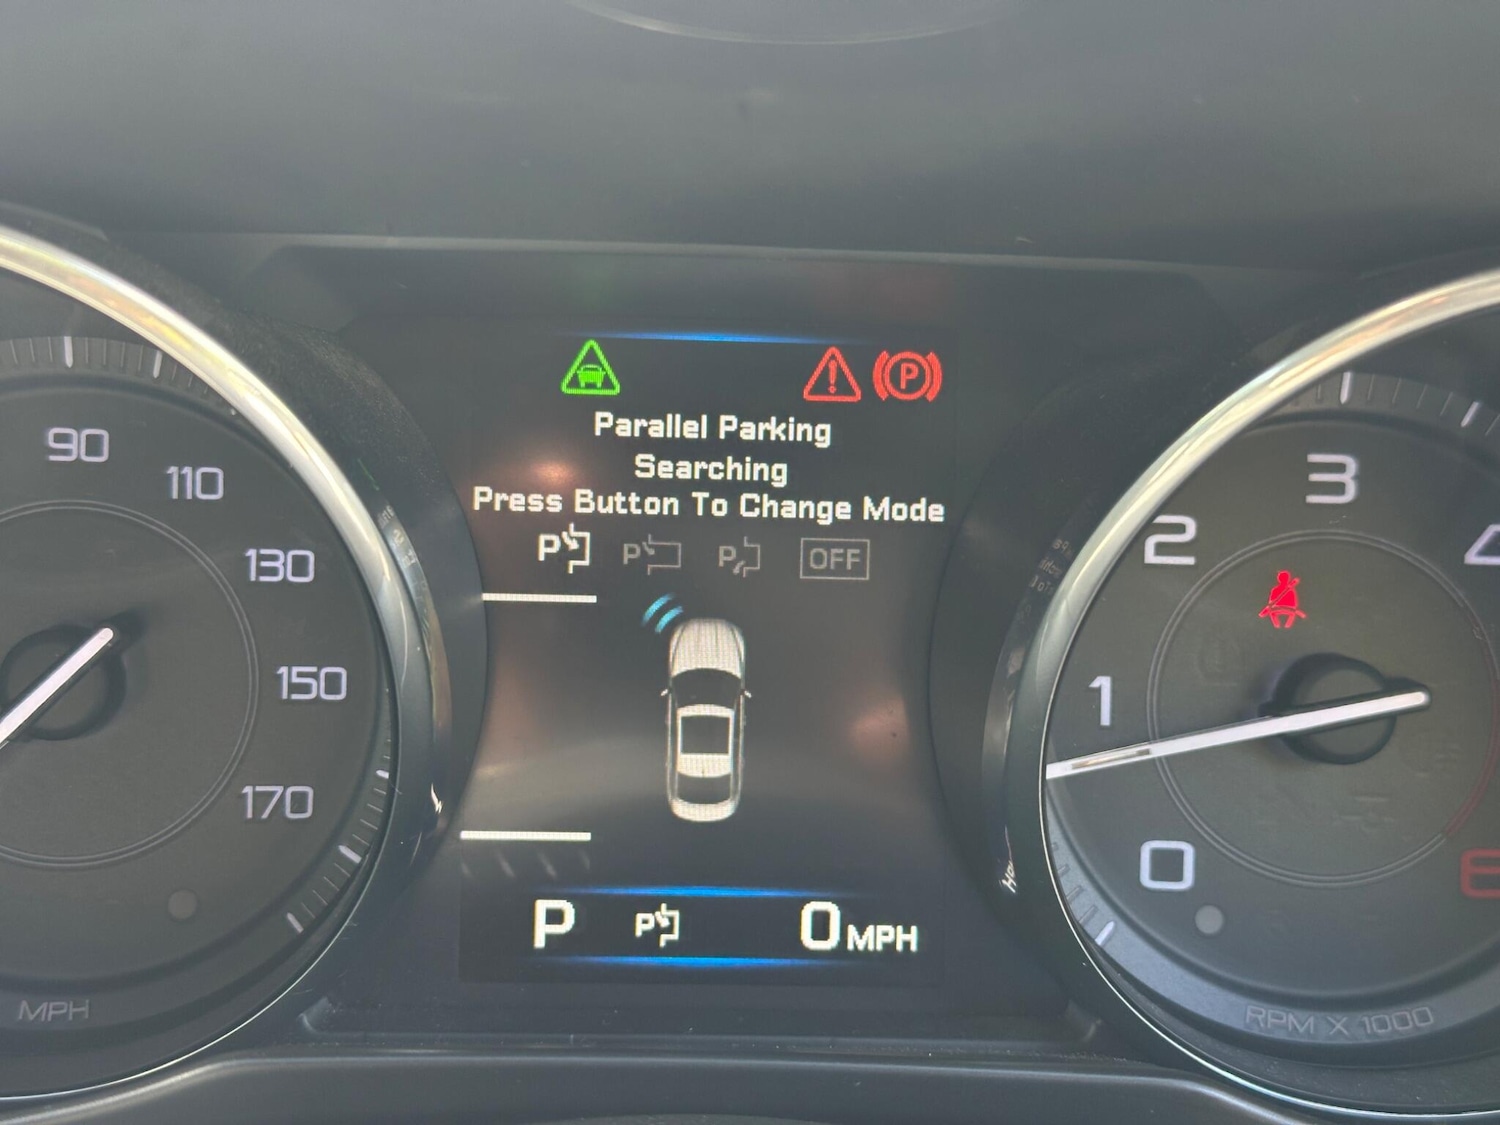 Parallel Parking
Searching
Press Button To Change Mode
P P P OFF
90
110
130
150
170
MPH
P P 0 MPH
0
1
2
3
4
RPM X 1000